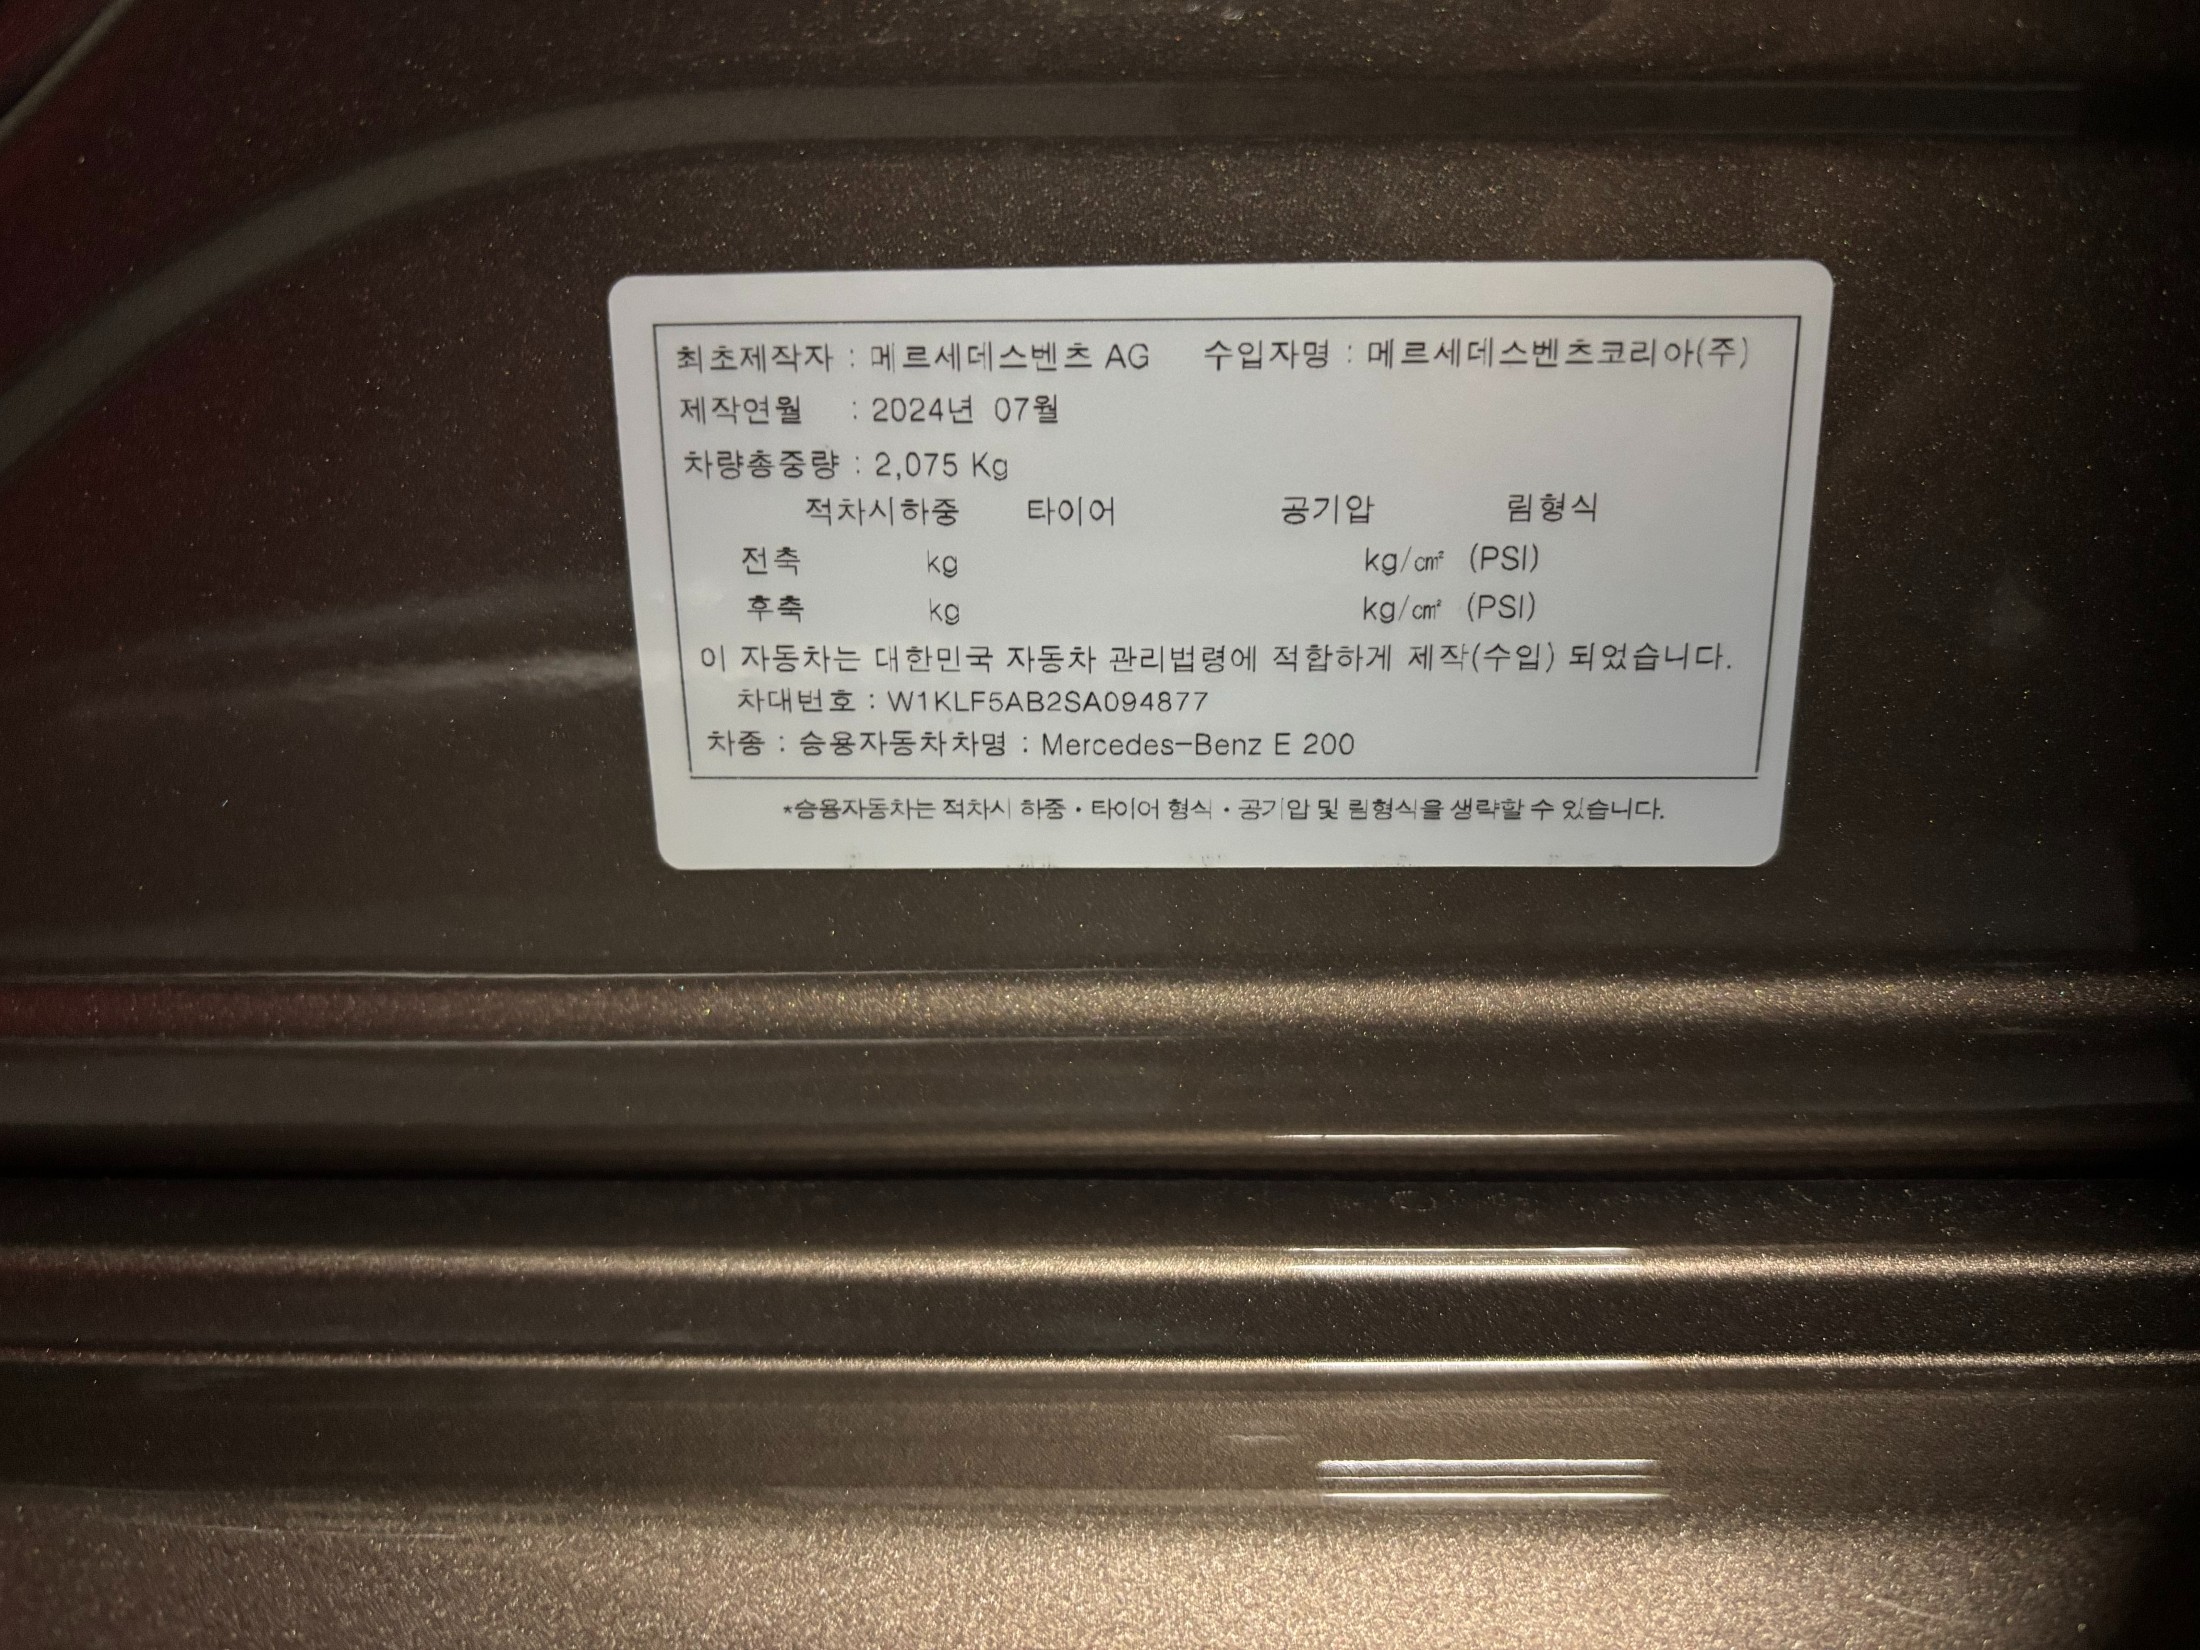 최초제작자 : 메르세데스벤츠 AG 수입자명 : 메르세데스벤츠코리아(주)
제작연월 : 2024년 07월
차량총중량 : 2,075 Kg
적차시하중 타이어 공기압 림형식
전축 kg kg/㎠ (PSI)
후축 kg kg/㎠ (PSI)
이 자동차는 대한민국 자동차 관리법령에 적합하게 제작(수입) 되었습니다.
차대번호 : W1KLF5AB2SA094877
차종 : 승용자동차차명 : Mercedes-Benz E 200
*승용자동차는 적차시 하중・타이어 형식・공기압 및 림형식을 생략할 수 있습니다.